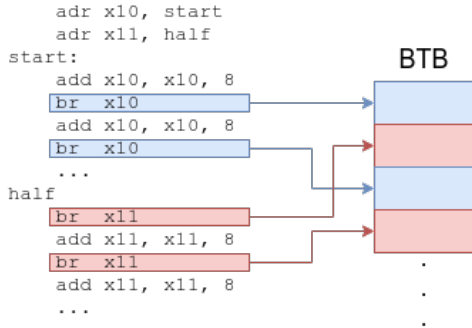 adr x10, start
adr x11, half
start:
add x10, x10, 8
br x10
add x10, x10, 8
br x10
...
half
br x11
add x11, x11, 8
br x11
add x11, x11, 8
...
BTB
.
.
.